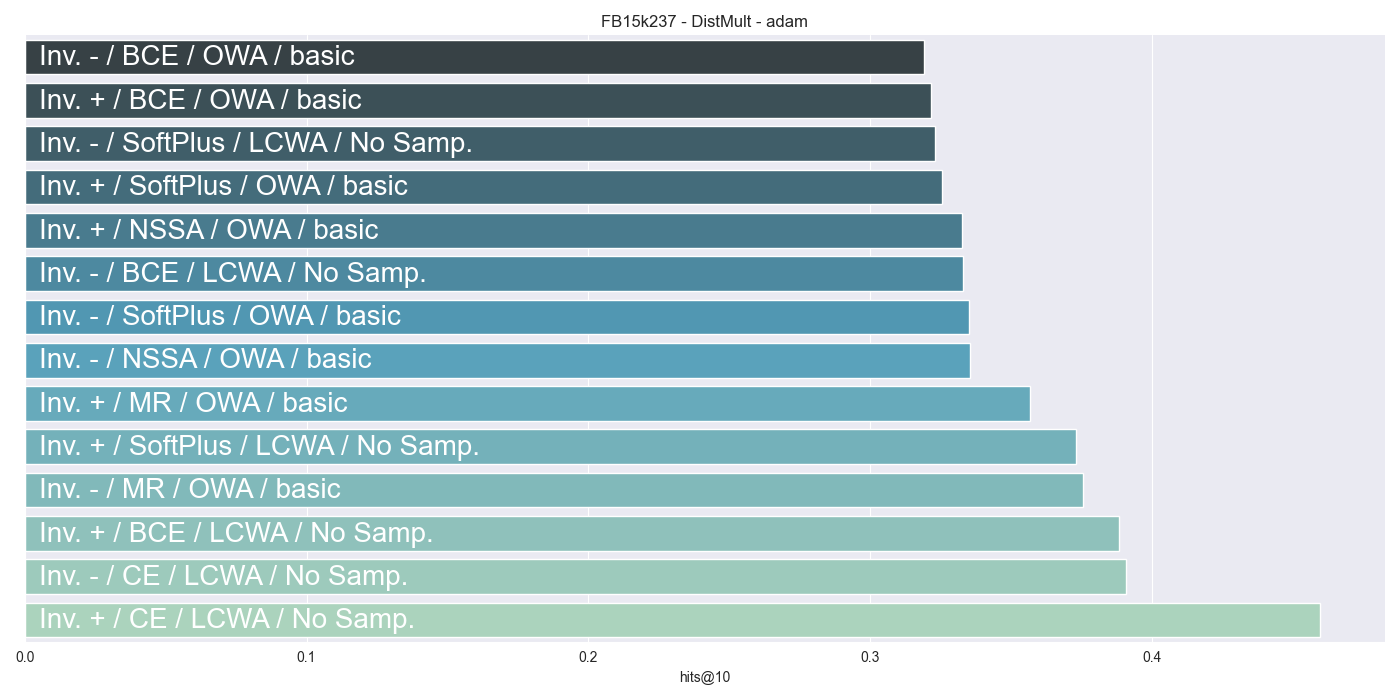 FB15k237 - DistMult - adam
Inv. - / BCE / OWA / basic
Inv. + / BCE / OWA / basic
Inv. - / SoftPlus / LCWA / No Samp.
Inv. + / SoftPlus / OWA / basic
Inv. + / NSSA / OWA / basic
Inv. - / BCE / LCWA / No Samp.
Inv. - / SoftPlus / OWA / basic
Inv. - / NSSA / OWA / basic
Inv. + / MR / OWA / basic
Inv. + / SoftPlus / LCWA / No Samp.
Inv. - / MR / OWA / basic
Inv. + / BCE / LCWA / No Samp.
Inv. - / CE / LCWA / No Samp.
Inv. + / CE / LCWA / No Samp.
0.0 0.1 0.2 0.3 0.4
hits@10